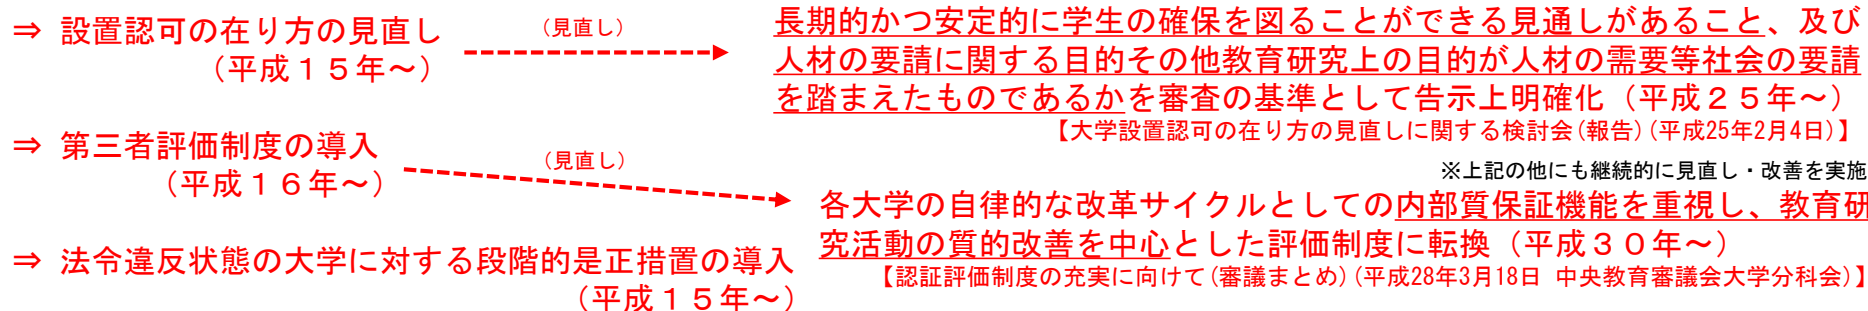 ⇒ 設置認可の在り方の見直し
（平成１５年～）
（見直し）
長期的かつ安定的に学生の確保を図ることができる見通しがあること、及び
人材の要請に関する目的その他教育研究上の目的が人材の需要等社会の要請
を踏まえたものであるかを審査の基準として告示上明確化（平成２５年～）
【大学設置認可の在り方の見直しに関する検討会(報告)(平成25年2月4日)】
※上記の他にも継続的に見直し・改善を実施
⇒ 第三者評価制度の導入
（平成１６年～）
（見直し）
各大学の自律的な改革サイクルとしての内部質保証機能を重視し、教育研
究活動の質的改善を中心とした評価制度に転換（平成３０年～）
【認証評価制度の充実に向けて(審議まとめ)(平成28年3月18日 中央教育審議会大学分科会)】
⇒ 法令違反状態の大学に対する段階的是正措置の導入
（平成１５年～）